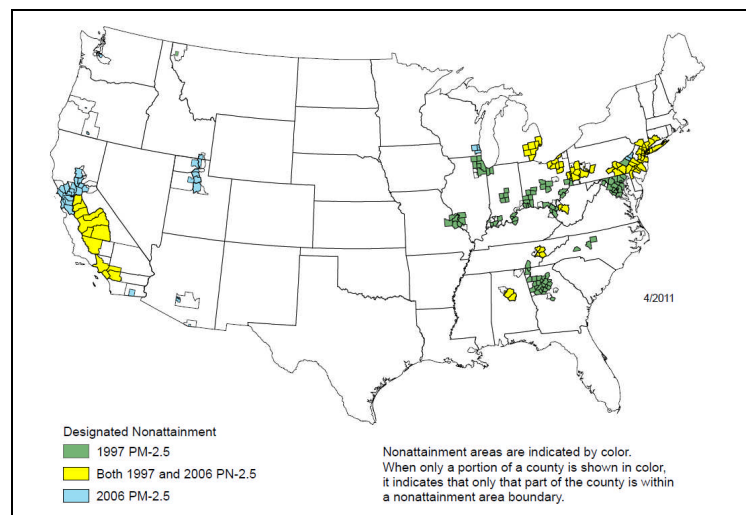 4/2011
Designated Nonattainment
1997 PM-2.5
Both 1997 and 2006 PN-2.5
2006 PM-2.5
Nonattainment areas are indicated by color.
When only a portion of a county is shown in color,
it indicates that only that part of the county is within
a nonattainment area boundary.